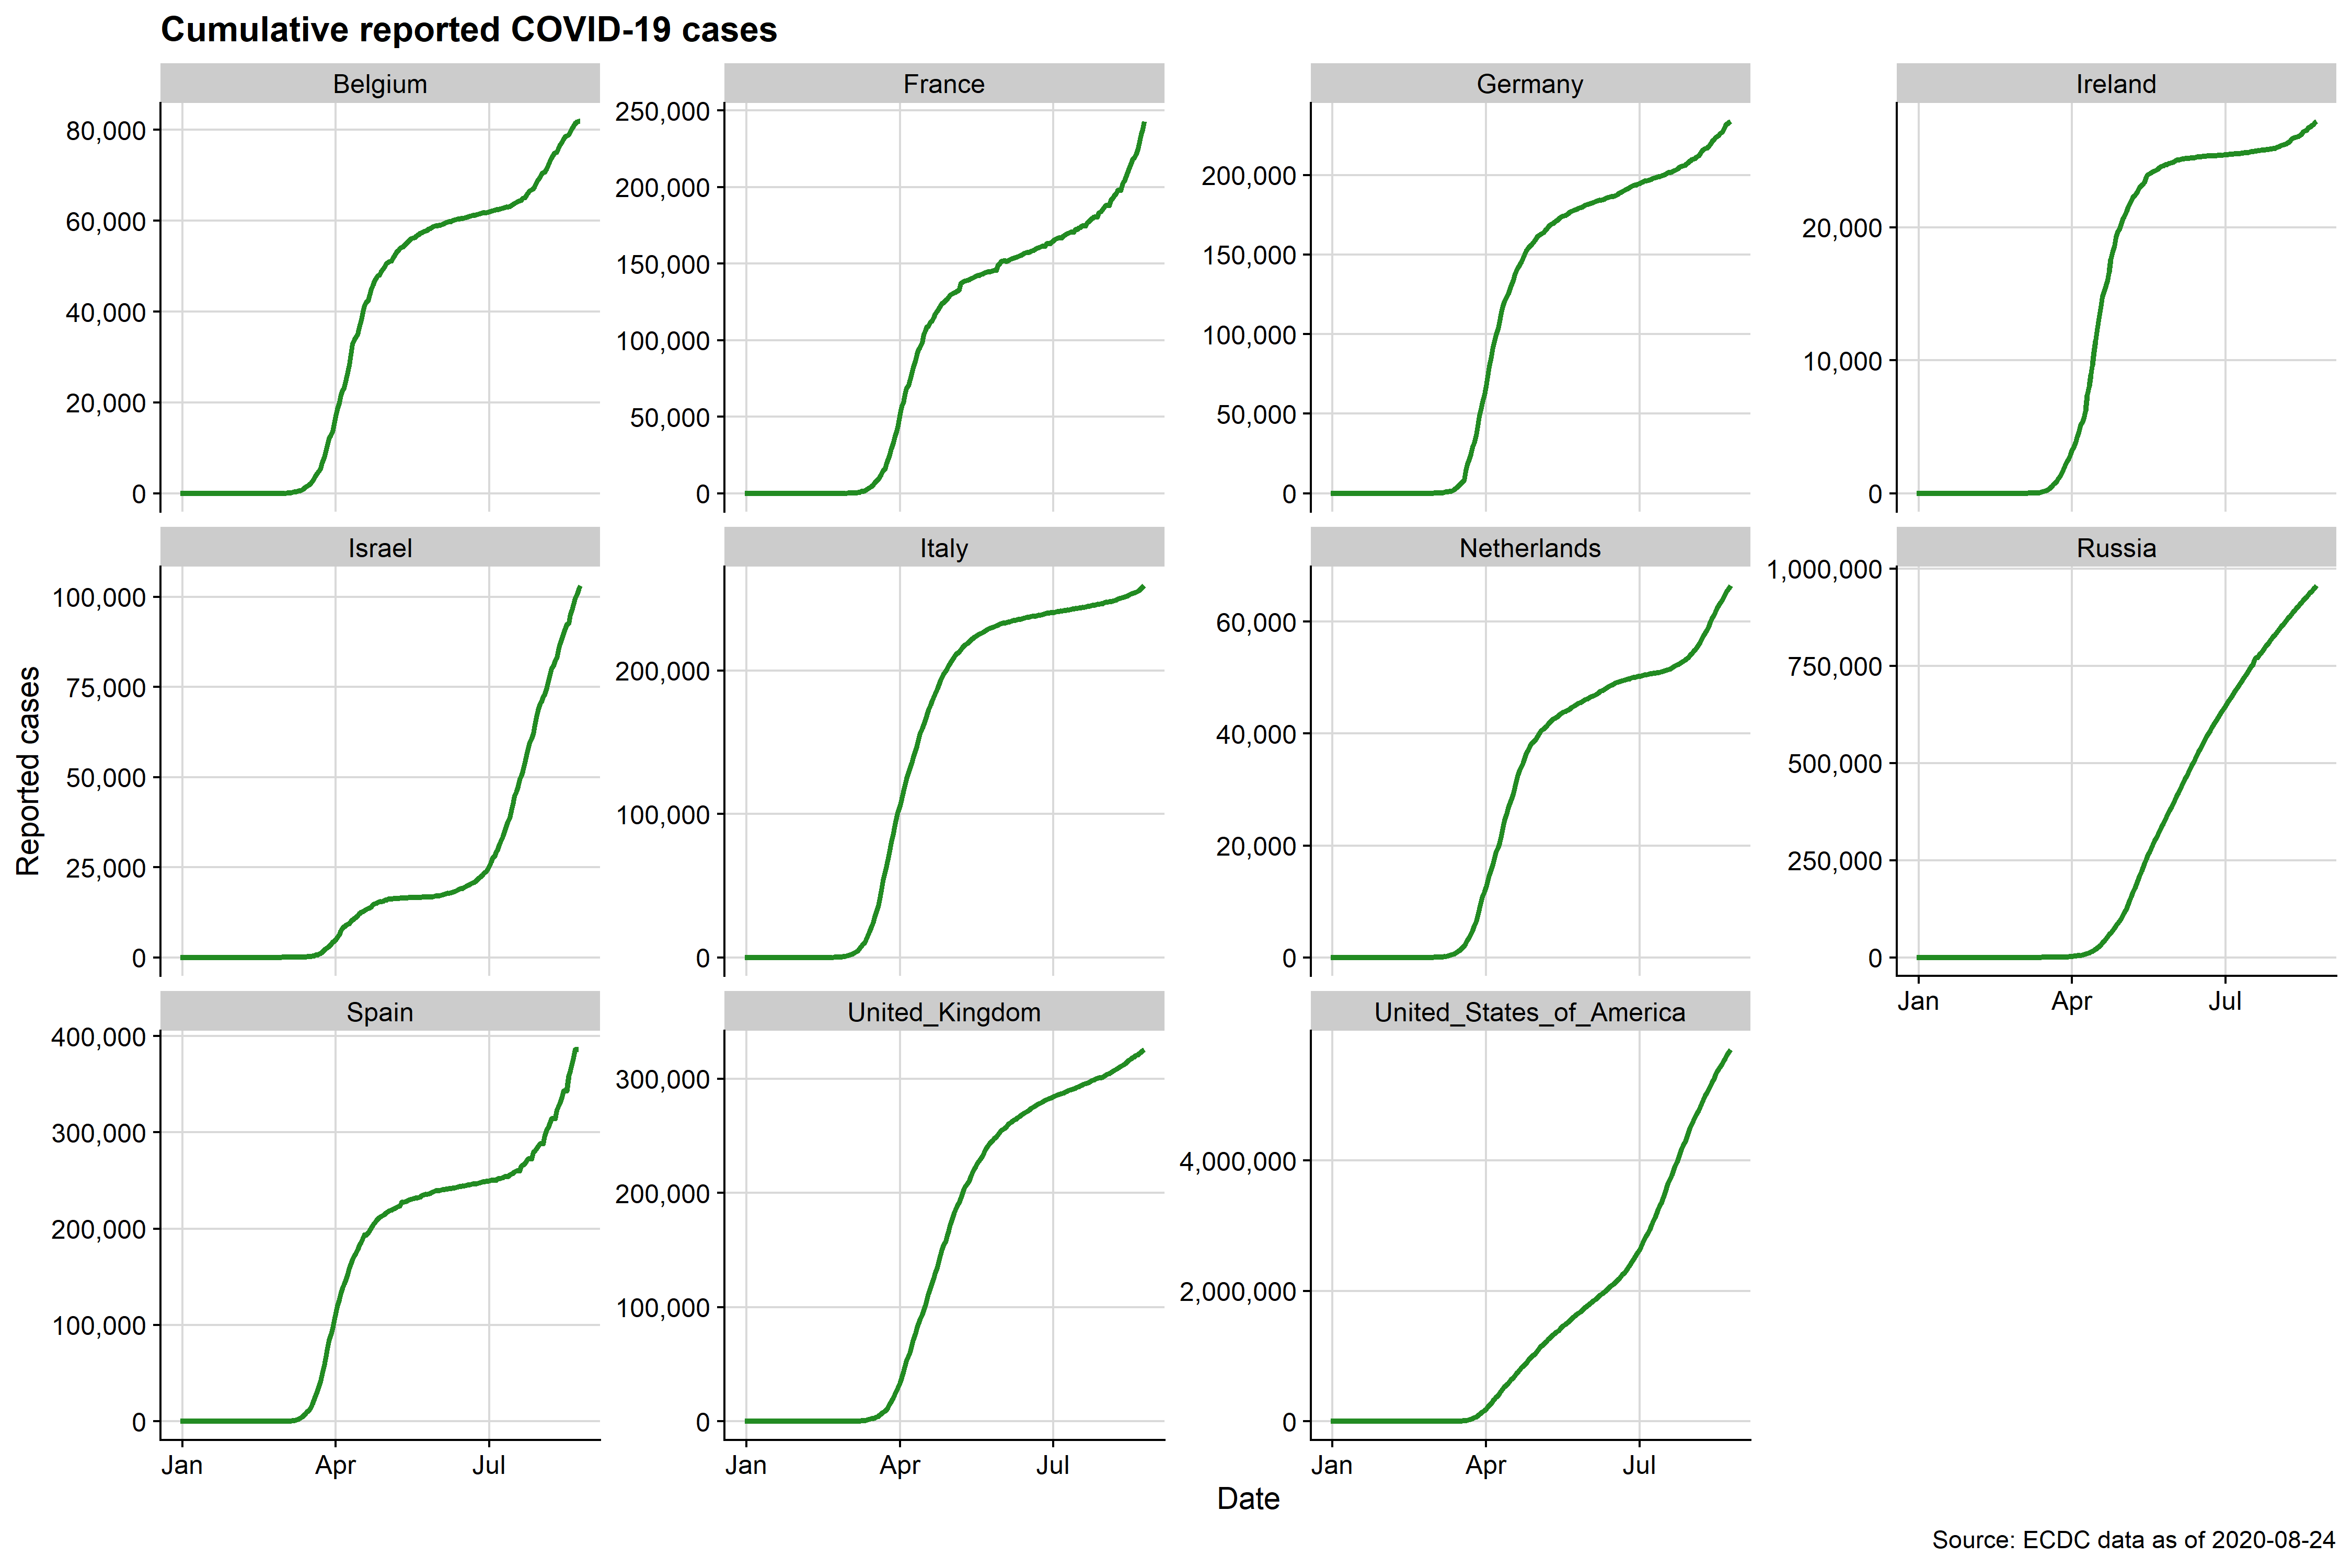 Cumulative reported COVID-19 cases
Belgium
France
Germany
Ireland
80,000
60,000
40,000
20,000
0
250,000
200,000
150,000
100,000
50,000
0
200,000
150,000
100,000
50,000
0
20,000
10,000
0
Israel
Italy
Netherlands
Russia
100,000
75,000
50,000
25,000
0
200,000
100,000
0
60,000
40,000
20,000
0
1,000,000
750,000
500,000
250,000
0
Jan Apr Jul
Reported cases
Spain
United_Kingdom
United_States_of_America
400,000
300,000
200,000
100,000
0
300,000
200,000
100,000
0
4,000,000
2,000,000
0
Jan Apr Jul
Jan Apr Jul
Jan Apr Jul
Date
Source: ECDC data as of 2020-08-24